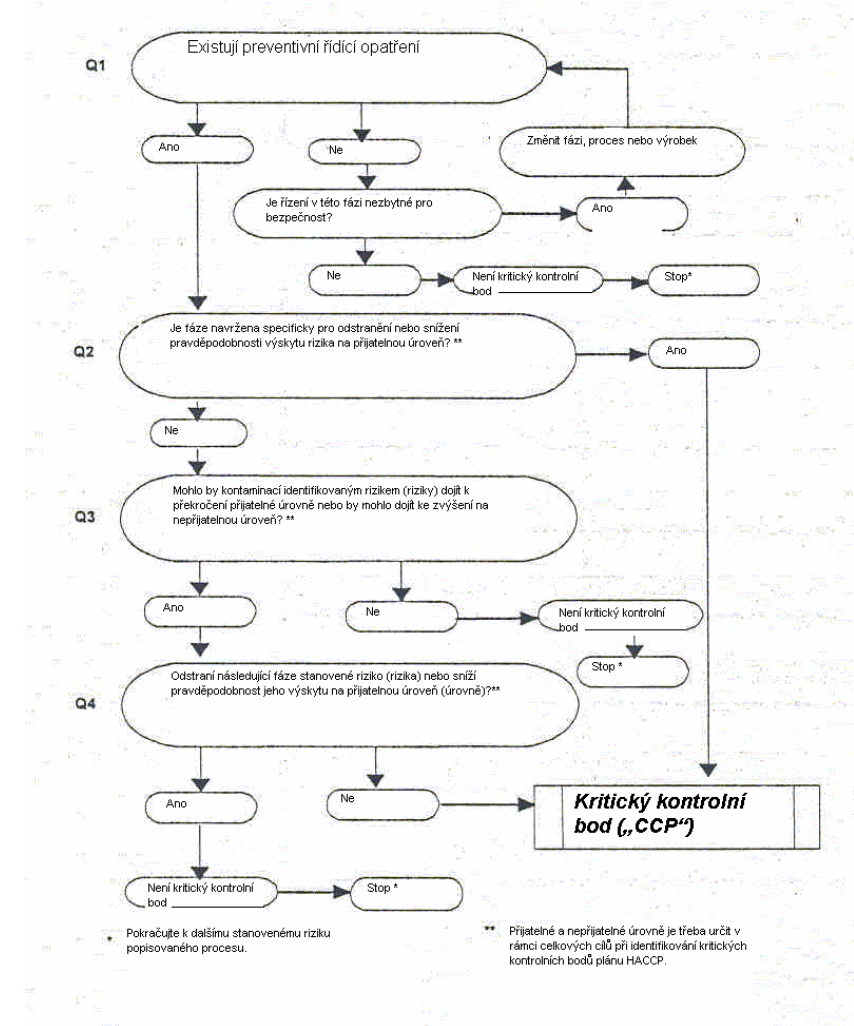 Q1
Existují preventivní řídící opatření
Ano
Ne
Změnit fázi, proces nebo výrobek
Je řízení v této fázi nezbytné pro
bezpečnost?
Ano
Ne
Není kritický kontrolní
bod
Stop*
Q2
Je fáze navržena specificky pro odstranění nebo snížení
pravděpodobnosti výskytu rizika na přijatelnou úroveň? **
Ano
Ne
Q3
Mohlo by kontaminací identifikovaným rizikem (riziky) dojít k
překročení přijatelné úrovně nebo by mohlo dojít ke zvýšení na
nepřijatelnou úroveň? **
Ano
Ne
Není kritický kontrolní
bod
Stop *
Q4
Odstraní následující fáze stanovené riziko (rizika) nebo sníží
pravděpodobnost jeho výskytu na přijatelnou úroveň (úrovně)?**
Ano
Ne
Kritický kontrolní
bod („CCP“)
Není kritický kontrolní
bod
Stop *
* Pokračujte k dalšímu stanovenému riziku
popisovaného procesu.
** Přijatelné a nepřijatelné úrovně je třeba určit v
rámci celkových cílů při identifikování kritických
kontrolních bodů plánu HACCP.